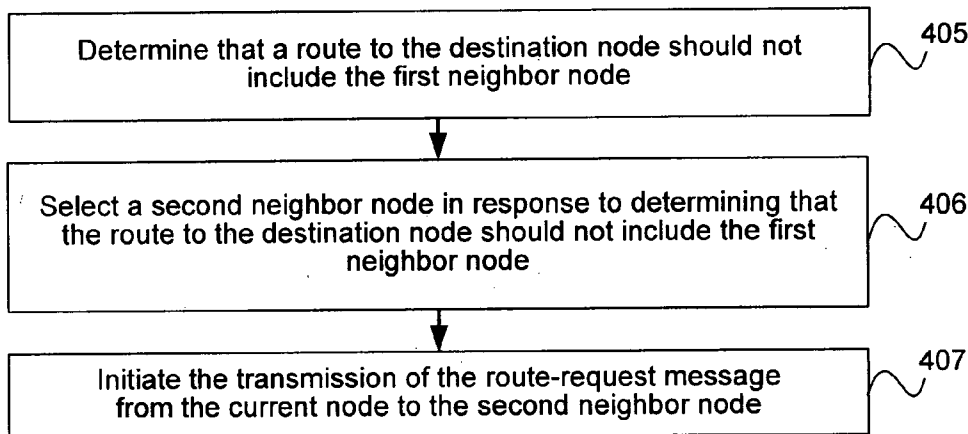 Determine that a route to the destination node should not
include the first neighbor node
405
Select a second neighbor node in response to determining that
the route to the destination node should not include the first
neighbor node
406
Initiate the transmission of the route-request message
from the current node to the second neighbor node
407